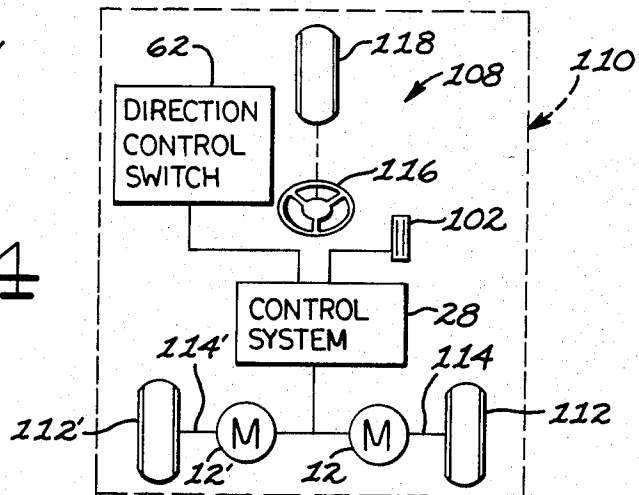 62
118
108
110
DIRECTION
CONTROL
SWITCH
116
102
4
CONTROL
SYSTEM
28
114'
114
112'
M
M
112
12'
12